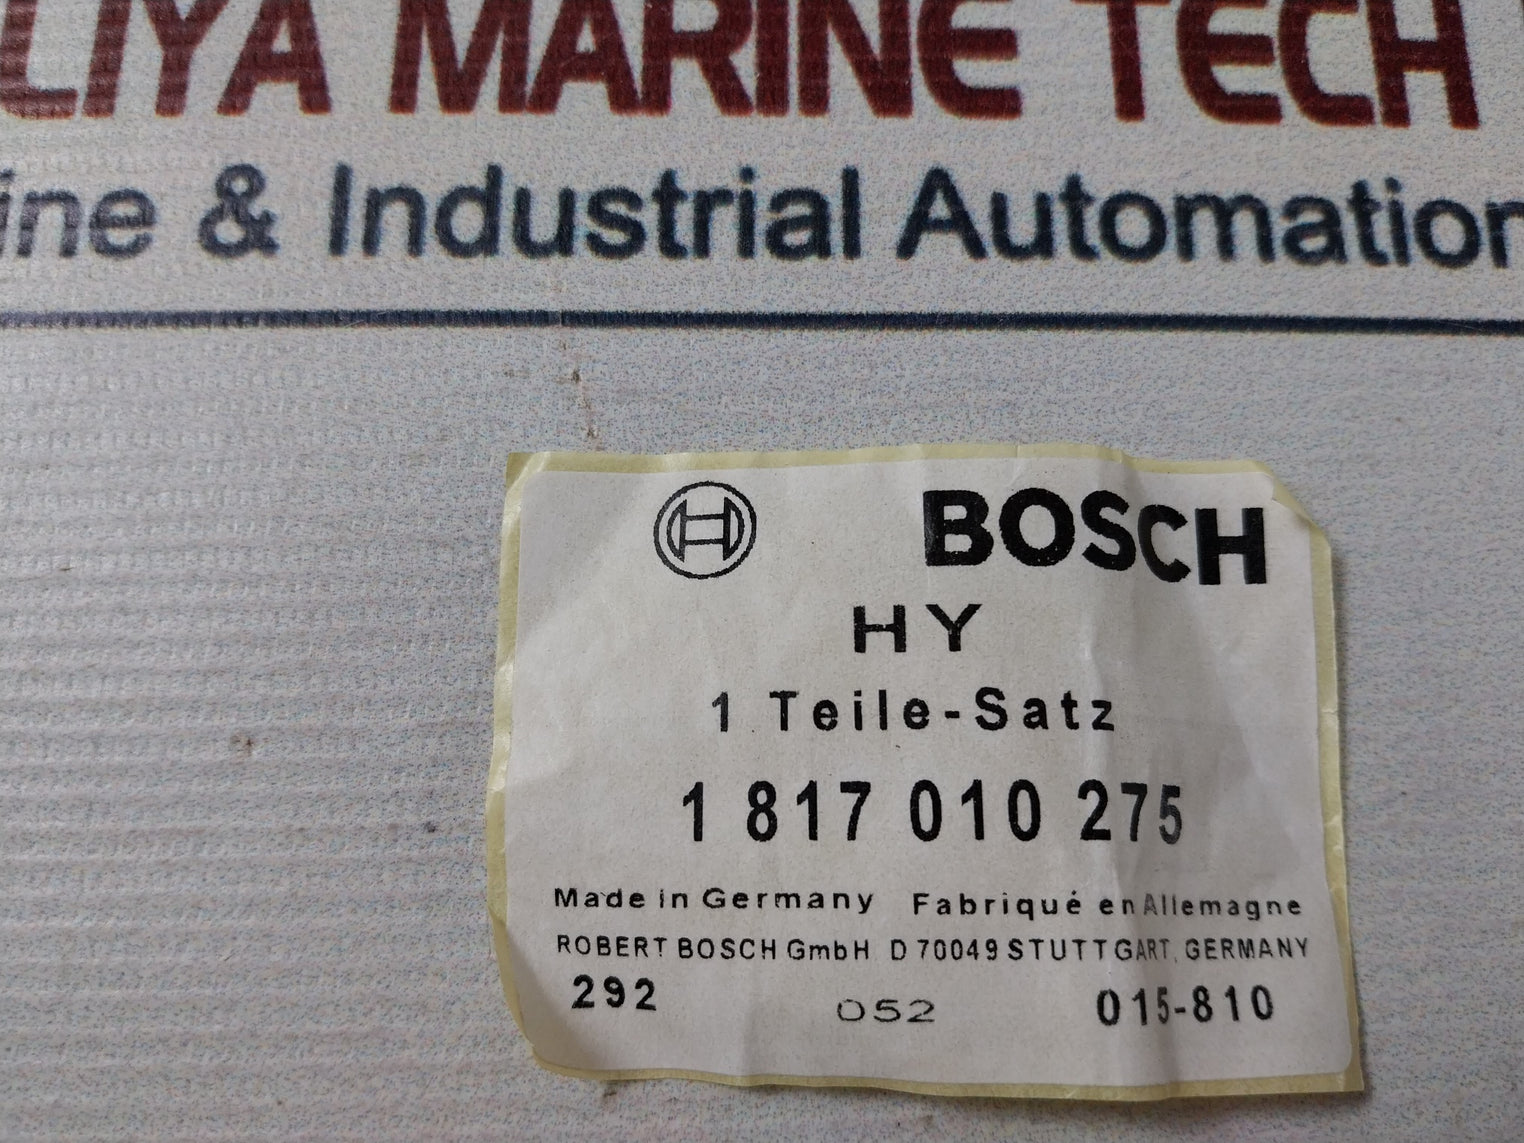 LIYA MARINE TECH
ine & Industrial Automation
BOSCH
HY
1 Teile-Satz
1 817 010 275
Made in Germany Fabriqué en Allemagne
ROBERT BOSCH GmbH D 70049 STUTTGART, GERMANY
292 052 015-810